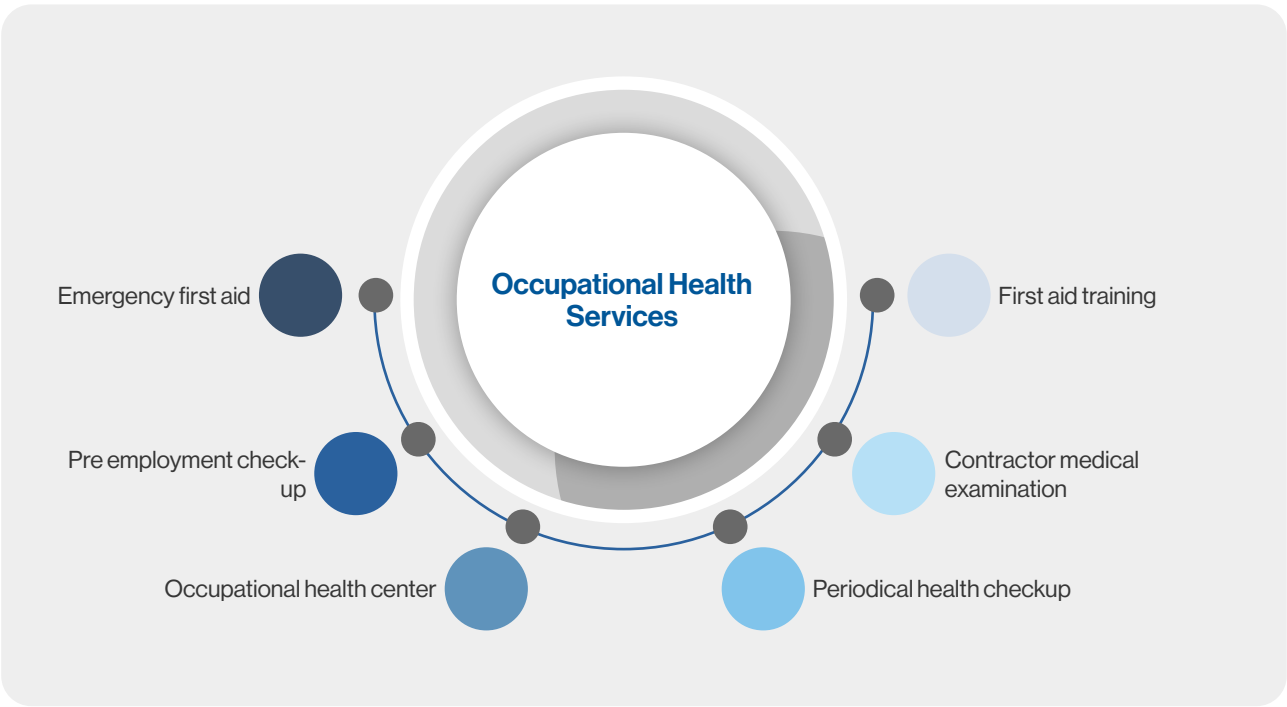 Occupational Health
Services
Emergency first aid
First aid training
Pre employment check-
up
Contractor medical
examination
Occupational health center
Periodical health checkup